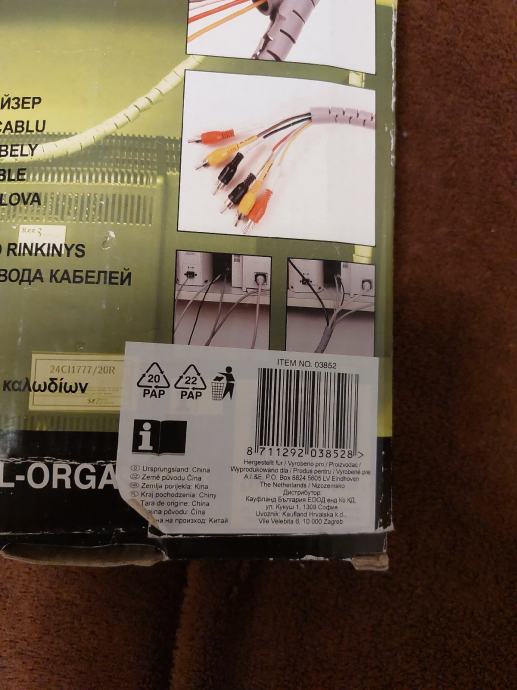 ЙЗЕР
CABLU
BELY
BLE
LOVA
RINKINYS
ВОДА КАБЕЛЕЙ
24CI1777/20R
καλωδίων
L-ORGA
20
PAP
22
PAP
ITEM NO. 03852
i
8 711292 038528 >
Ursprungsland: China
Země původu Čína
Zemlja porijekla: Kina
Kraj pochodzenia: Chiny
Tara de origine: China
původu: Čína
на на произход: Китай
Hergestellt für / Vyrobeno pro / Proizvođač /
Wyprodukowano dla / Produs pentru / Vyrobené pre
A.I.&E. P.O. Box 8824 5605 LV Eindhoven
The Netherlands / Nizozemsko
Дистрибутор:
Кауфланд България ЕООД енд Ко КД,
ул. Кукуш 1, 1309 София
Uvoznik: Kaufland Hrvatska k.d.,
Vile Velebita 6, 10 000 Zagreb